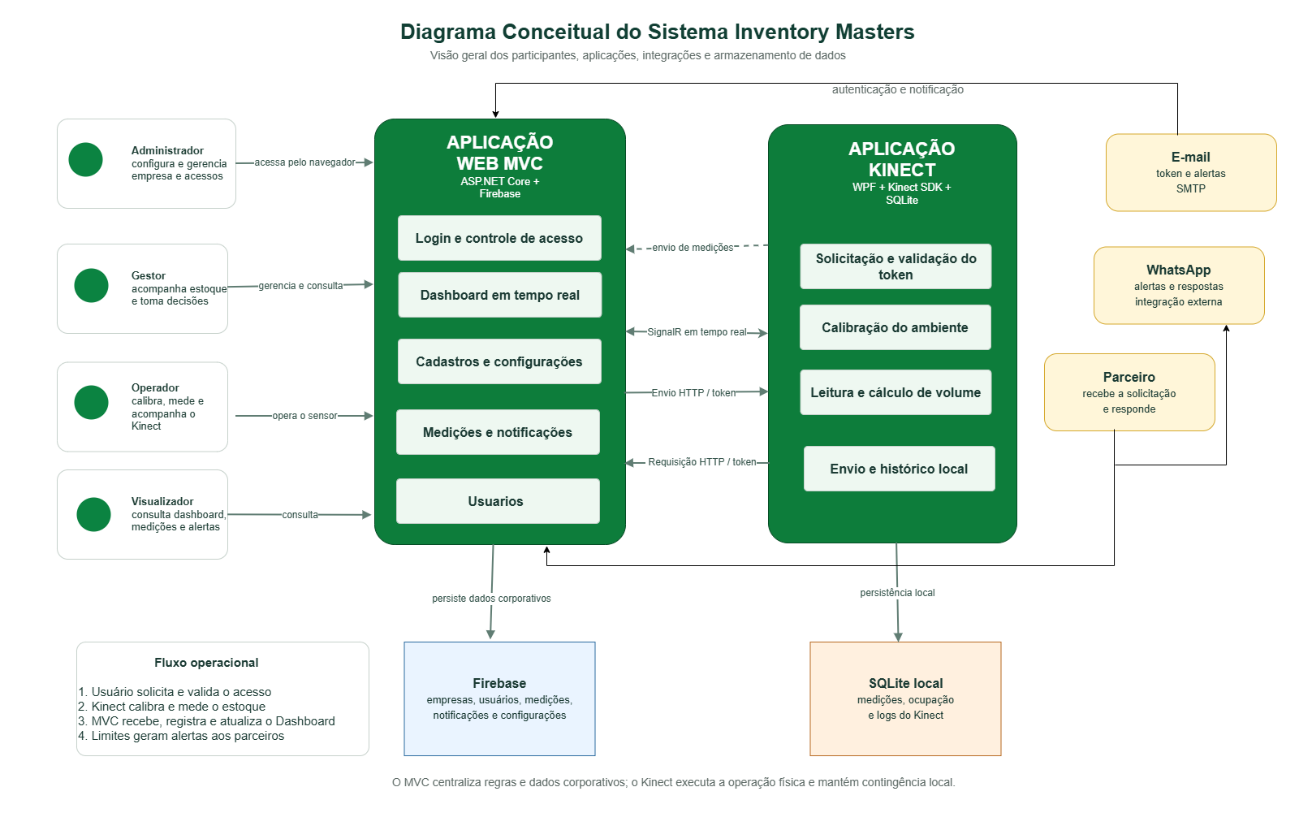 Diagrama Conceitual do Sistema Inventory Masters
Visão geral dos participantes, aplicações, integrações e armazenamento de dados
autenticação e notificação
Administrador
configura e gerencia
empresa e acessos
acessa pelo navegador
Gestor
acompanha estoque
e toma decisões
gerencia e consulta
Operador
calibra, mede e
acompanha o
Kinect
opera o sensor
Visualizador
consulta dashboard,
medições e alertas
consulta
APLICAÇÃO
WEB MVC
ASP.NET Core +
Firebase
Login e controle de acesso
Dashboard em tempo real
Cadastros e configurações
Medições e notificações
Usuarios
envio de medições
SignalR em tempo real
Envio HTTP / token
Requisição HTTP / token
APLICAÇÃO
KINECT
WPF + Kinect SDK +
SQLite
Solicitação e validação do
token
Calibração do ambiente
Leitura e cálculo de volume
Envio e histórico local
E-mail
token e alertas
SMTP
WhatsApp
alertas e respostas
integração externa
Parceiro
recebe a solicitação
e responde
persiste dados corporativos
persistência local
Fluxo operacional
1. Usuário solicita e valida o acesso
2. Kinect calibra e mede o estoque
3. MVC recebe, registra e atualiza o Dashboard
4. Limites geram alertas aos parceiros
Firebase
empresas, usuários, medições,
notificações e configurações
SQLite local
medições, ocupação
e logs do Kinect
O MVC centraliza regras e dados corporativos; o Kinect executa a operação física e mantém contingência local.